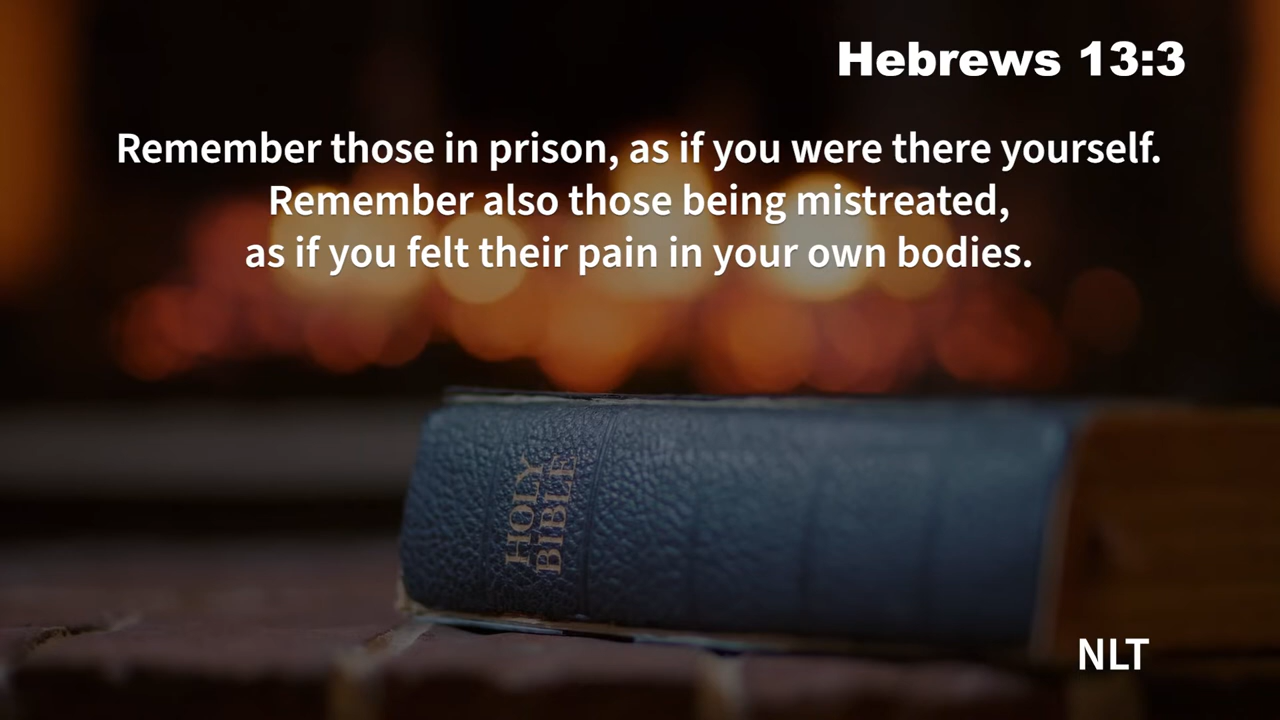 Hebrews 13:3
Remember those in prison, as if you were there yourself.
Remember also those being mistreated,
as if you felt their pain in your own bodies.
HOLY
BIBLE
NLT